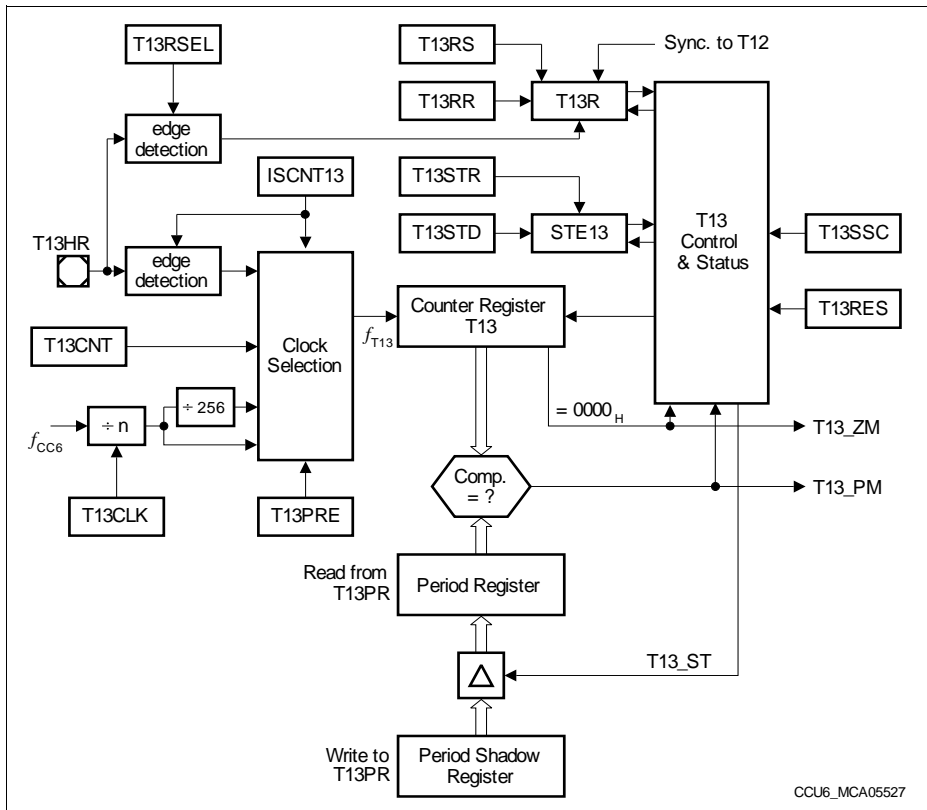 T13RSEL
T13RS
Sync. to T12
T13RR
T13R
edge
detection
ISCNT13
T13STR
T13
Control
& Status
T13HR
edge
detection
T13STD
STE13
T13SSC
Counter Register
T13
T13RES
T13CNT
Clock
Selection
fT13
÷ 256
= 0000H
T13_ZM
fCC6
÷ n
Comp.
= ?
T13_PM
T13CLK
T13PRE
Read from
T13PR
Period Register
T13_ST
Δ
Write to
T13PR
Period Shadow
Register
CCU6_MCA05527